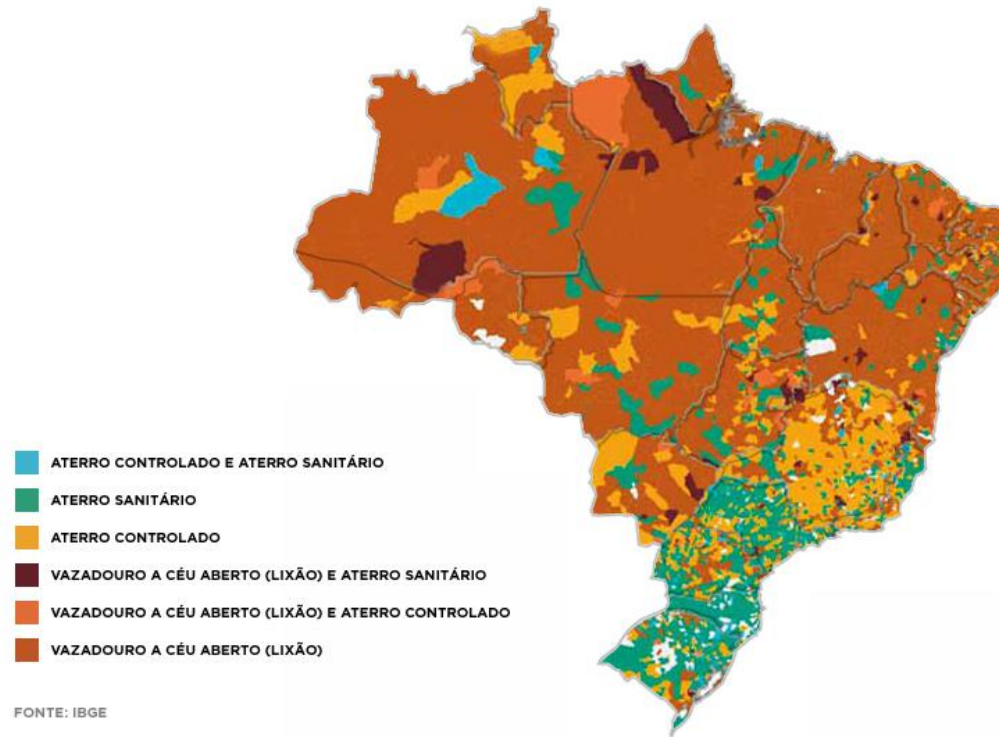 ATERRO CONTROLADO E ATERRO SANITÁRIO
ATERRO SANITÁRIO
ATERRO CONTROLADO
VAZADOURO A CÉU ABERTO (LIXÃO) E ATERRO SANITÁRIO
VAZADOURO A CÉU ABERTO (LIXÃO) E ATERRO CONTROLADO
VAZADOURO A CÉU ABERTO (LIXÃO)
FONTE: IBGE